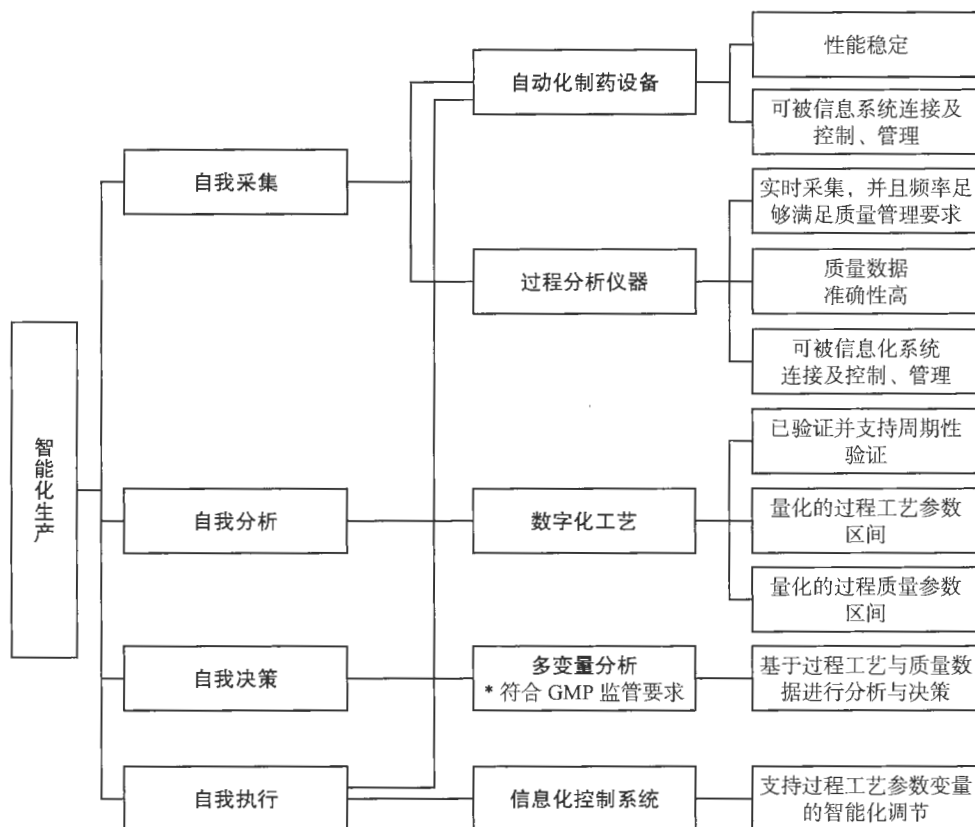 智能化生产
自我采集
自动化制药设备
性能稳定
可被信息系统连接及
控制、管理
过程分析仪器
实时采集，并且频率足
够满足质量管理要求
质量数据
准确性高
可被信息化系统
连接及控制、管理
自我分析
数字化工艺
已验证并支持周期性
验证
量化的过程工艺参数
区间
量化的过程质量参数
区间
自我决策
多变量分析
* 符合 GMP 监管要求
基于过程工艺与质量数
据进行分析与决策
自我执行
信息化控制系统
支持过程工艺参数变量
的智能化调节